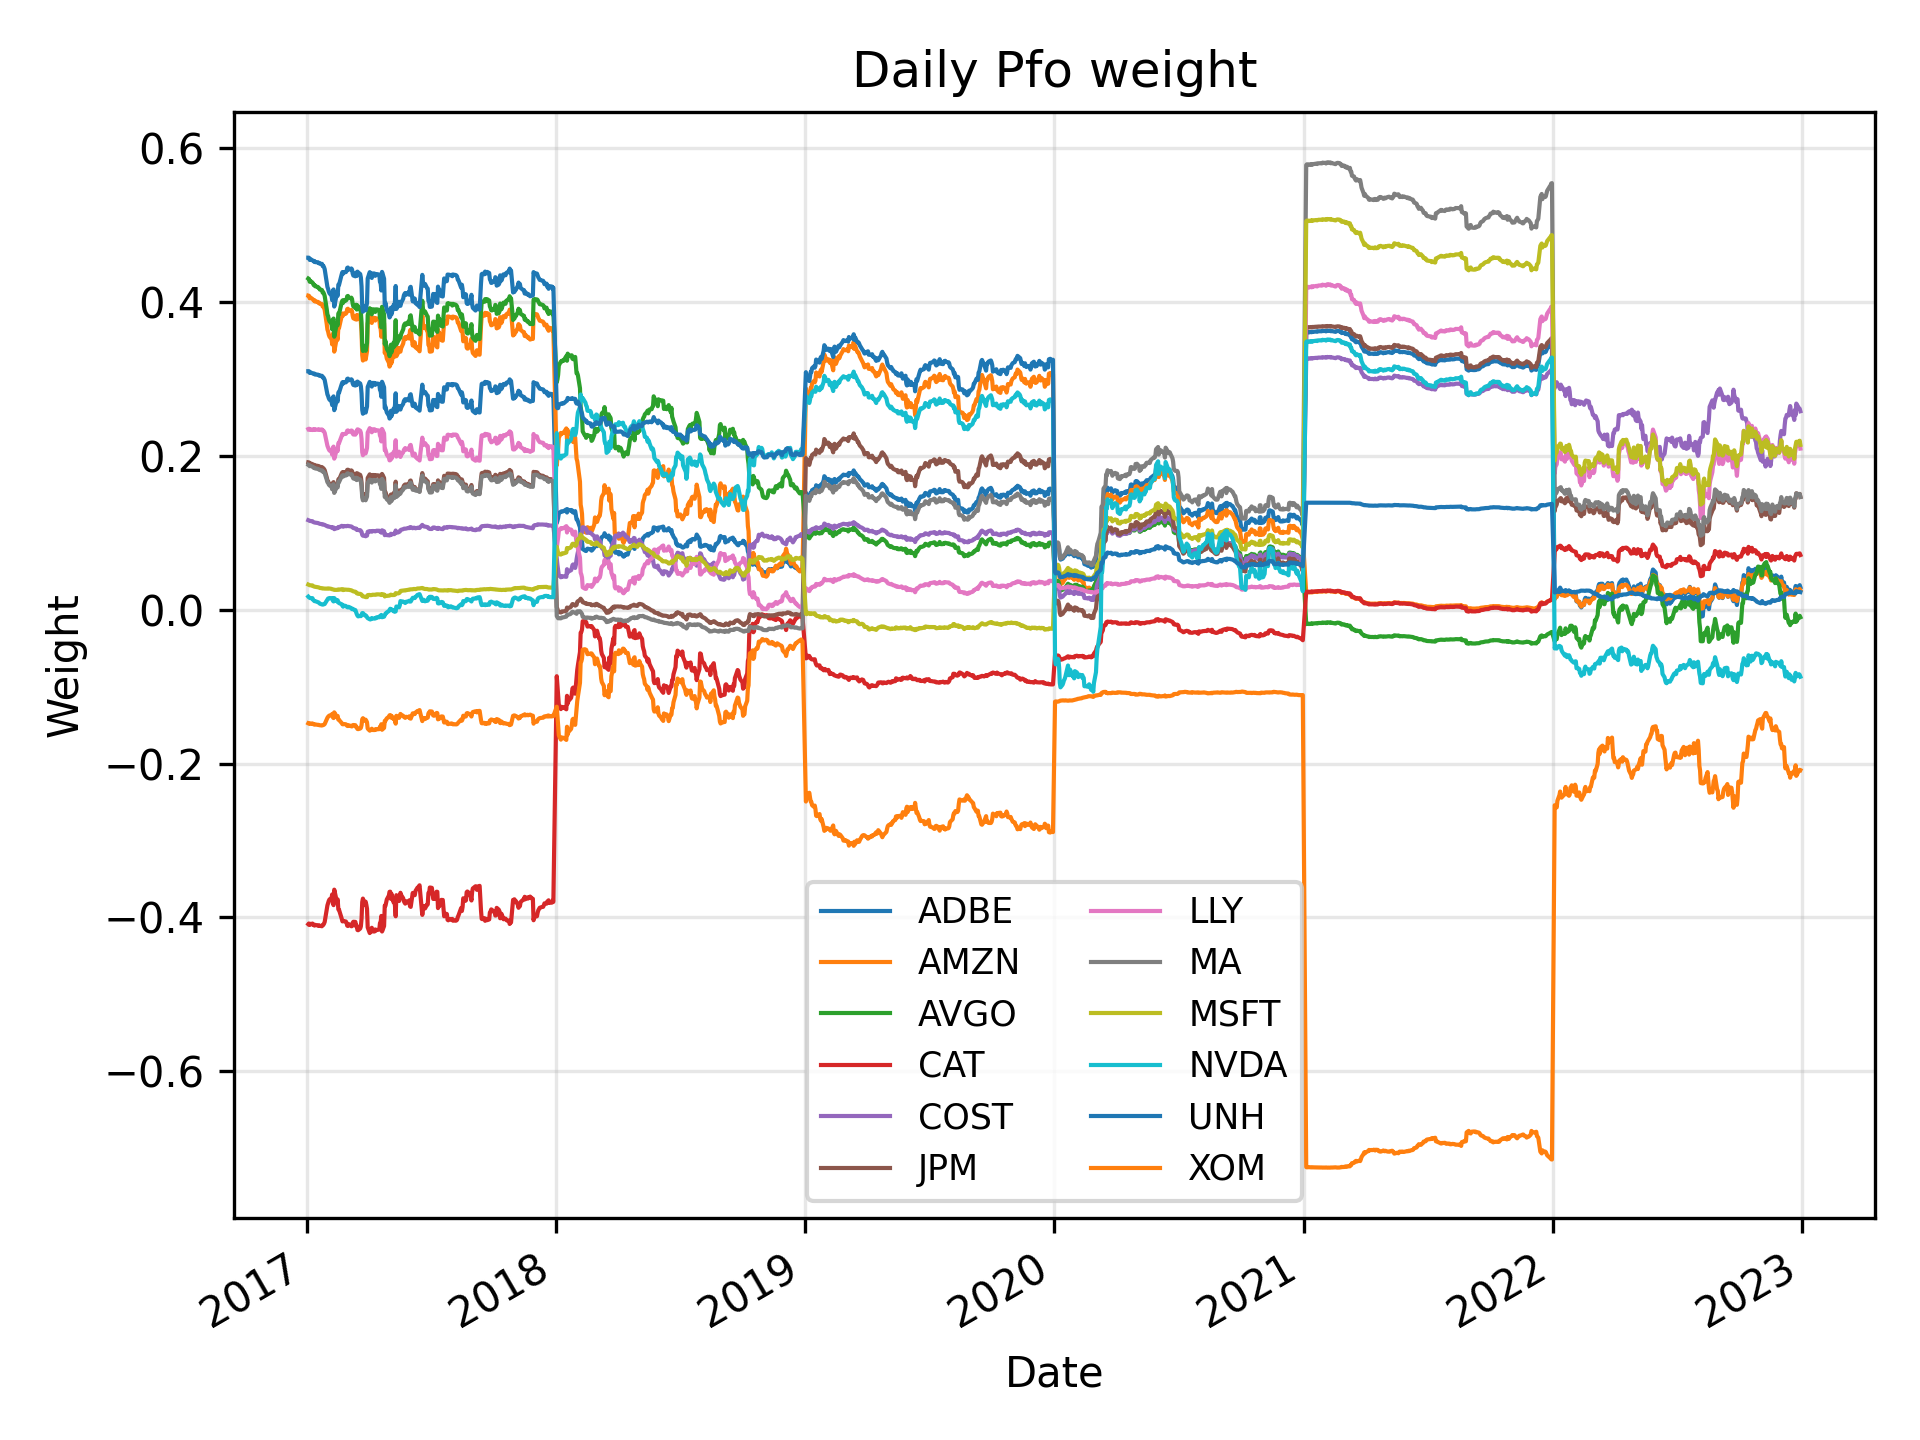 Daily Pfo weight
0.6
0.4
0.2
0.0
−0.2
−0.4
−0.6
Weight
ADBE
AMZN
AVGO
CAT
COST
JPM
LLY
MA
MSFT
NVDA
UNH
XOM
2017
2018
2019
2020
2021
2022
2023
Date